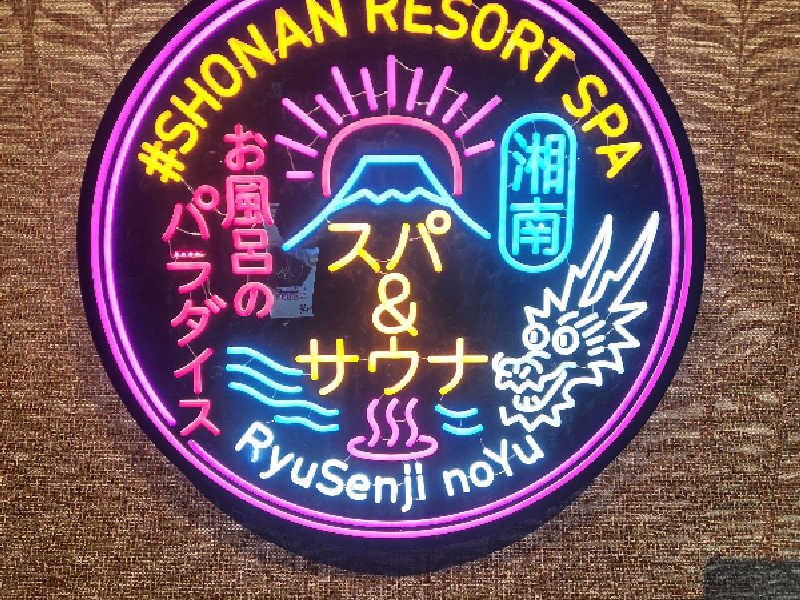 #SHONAN RESORT SPA
湘南
お風呂の
パラダイス
スパ
&
サウナ
RyuSenji noYu